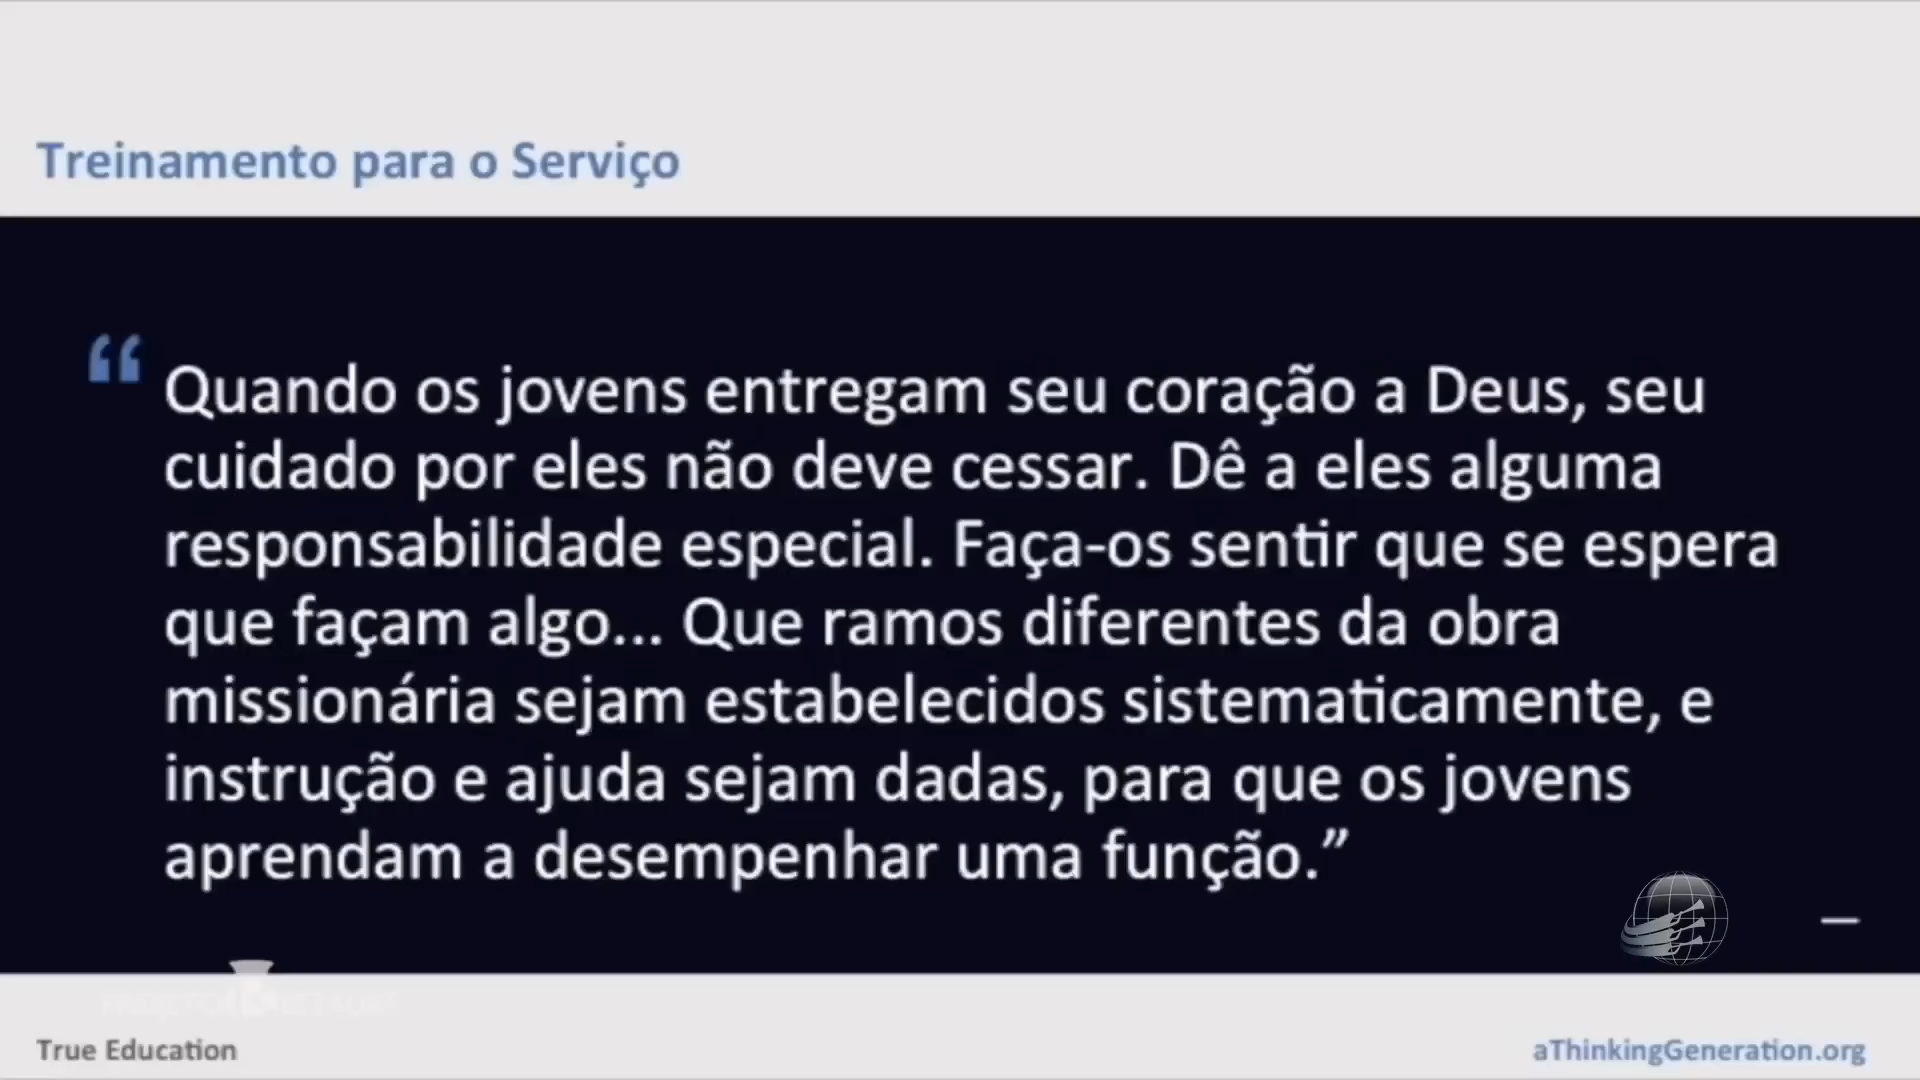 Treinamento para o Serviço
“Quando os jovens entregam seu coração a Deus, seu
cuidado por eles não deve cessar. Dê a eles alguma
responsabilidade especial. Faça-os sentir que se espera
que façam algo... Que ramos diferentes da obra
missionária sejam estabelecidos sistematicamente, e
instrução e ajuda sejam dadas, para que os jovens
aprendam a desempenhar uma função.”
—
True Education
aThinkingGeneration.org